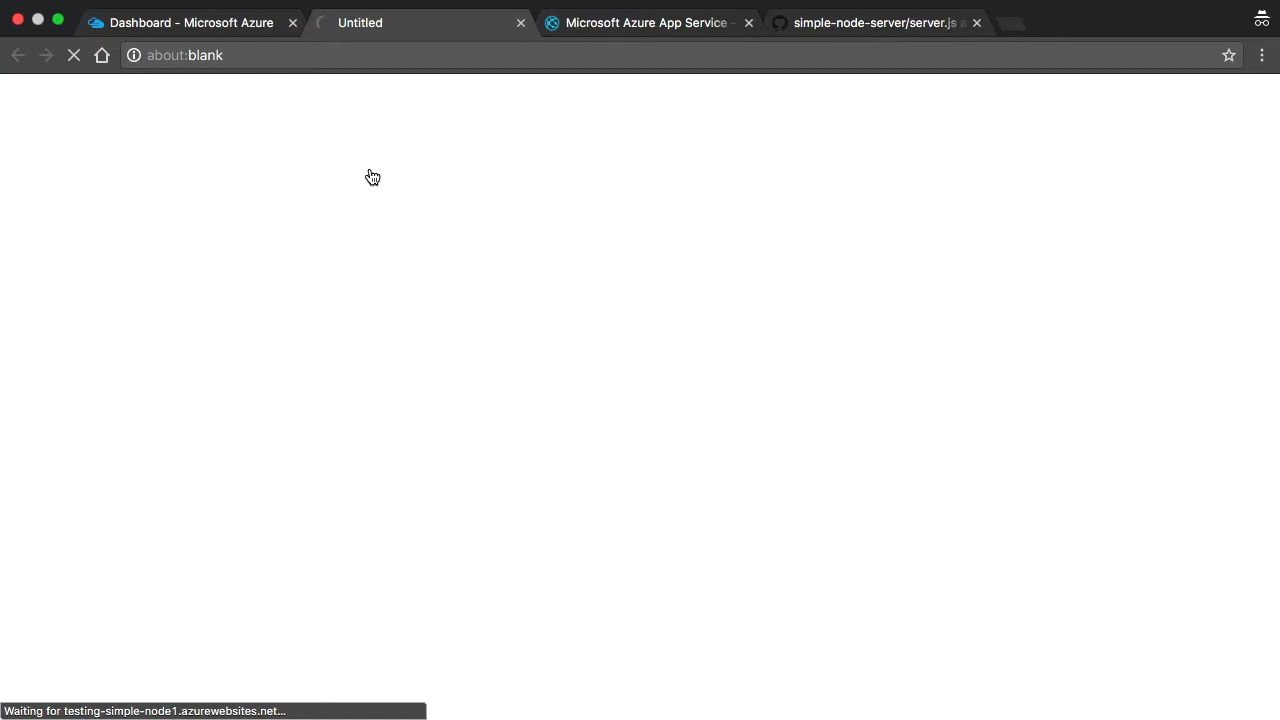 Dashboard - Microsoft Azure
Untitled
Microsoft Azure App Service -
simple-node-server/server.js a
about:blank
Waiting for testing-simple-node1.azurewebsites.net...